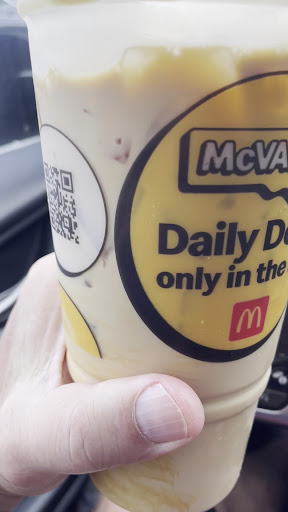 McVA
Daily D
only in the
M